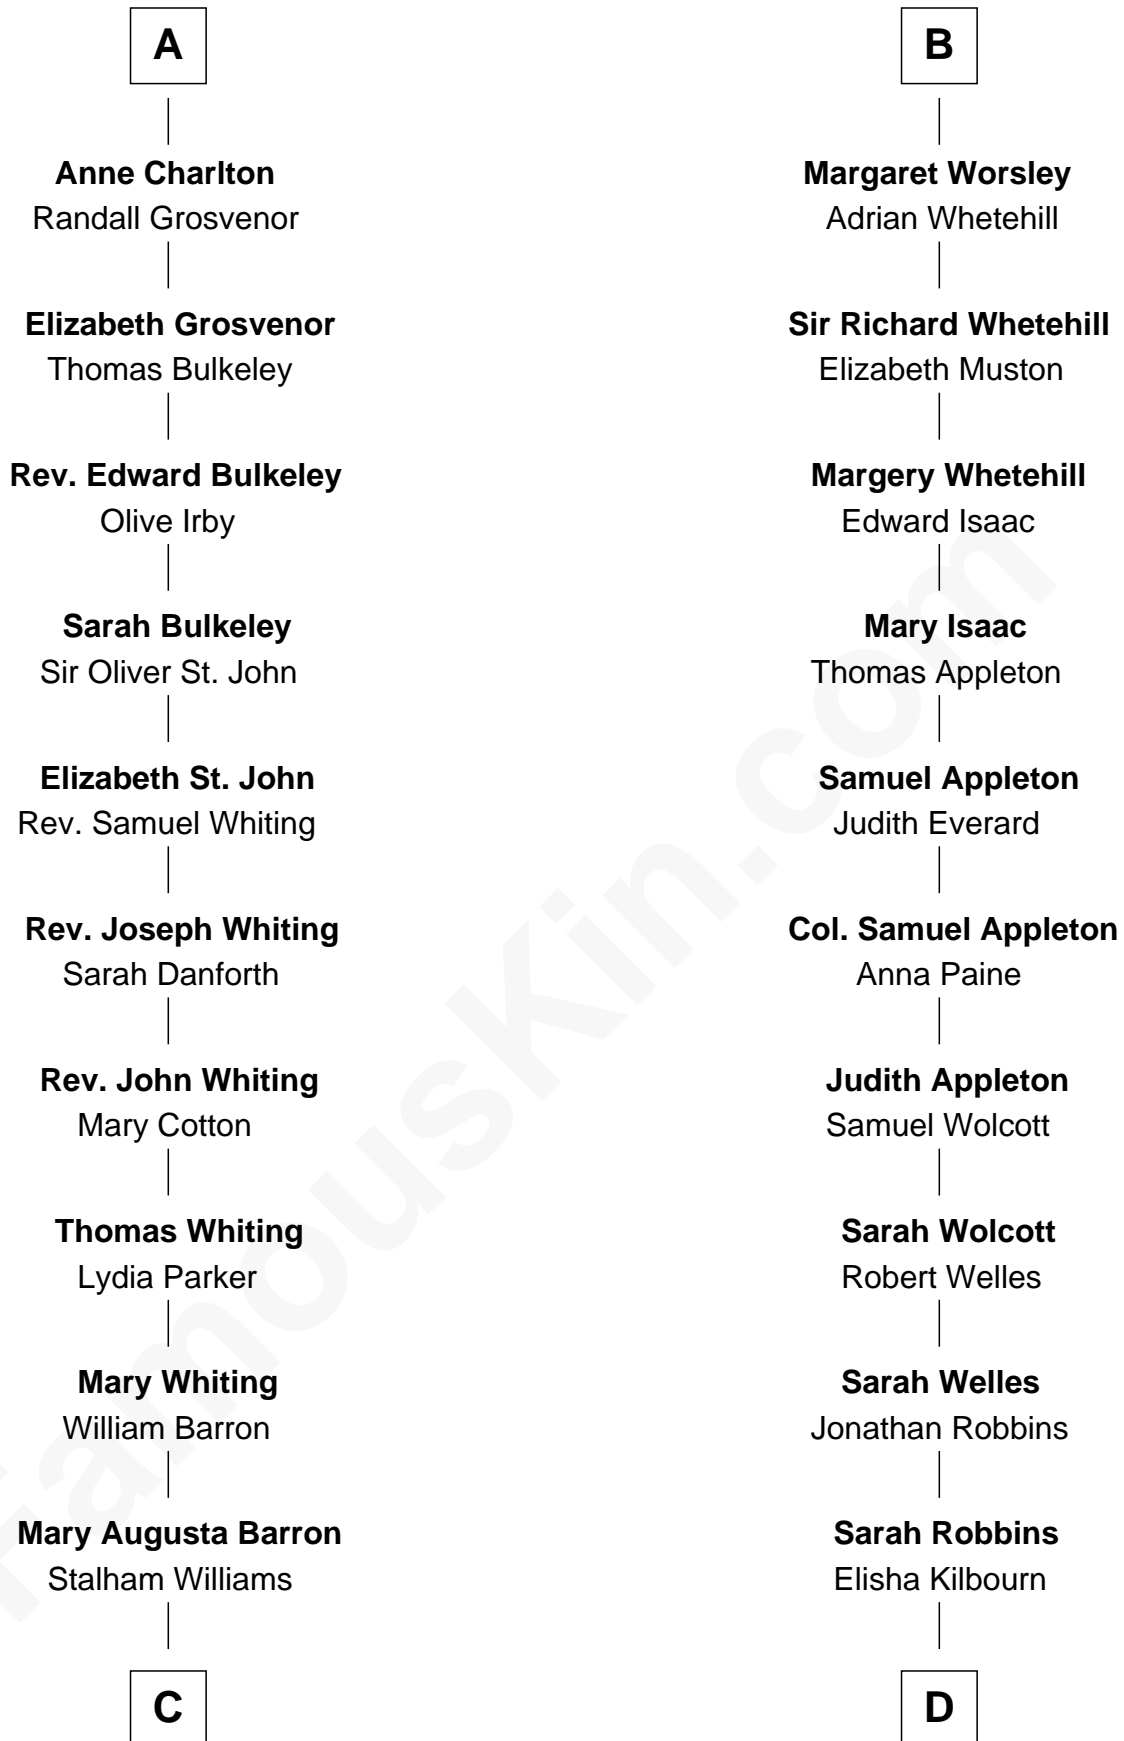 A
Anne Charlton
Randall Grosvenor
Elizabeth Grosvenor
Thomas Bulkeley
Rev. Edward Bulkeley
Olive Irby
Sarah Bulkeley
Sir Oliver St. John
Elizabeth St. John
Rev. Samuel Whiting
Rev. Joseph Whiting
Sarah Danforth
Rev. John Whiting
Mary Cotton
Thomas Whiting
Lydia Parker
Mary Whiting
William Barron
Mary Augusta Barron
Stalham Williams
C
B
Margaret Worsley
Adrian Whetehill
Sir Richard Whetehill
Elizabeth Muston
Margery Whetehill
Edward Isaac
Mary Isaac
Thomas Appleton
Samuel Appleton
Judith Everard
Col. Samuel Appleton
Anna Paine
Judith Appleton
Samuel Wolcott
Sarah Wolcott
Robert Welles
Sarah Welles
Jonathan Robbins
Sarah Robbins
Elisha Kilbourn
D
FamousKin.com